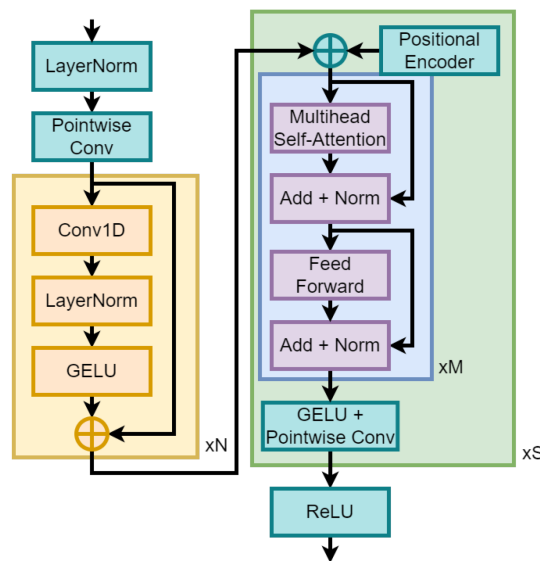 LayerNorm
Pointwise
Conv
Conv1D
LayerNorm
GELU
xN
Positional
Encoder
Multihead
Self-Attention
Add + Norm
Feed
Forward
Add + Norm
xM
GELU +
Pointwise Conv
xS
ReLU